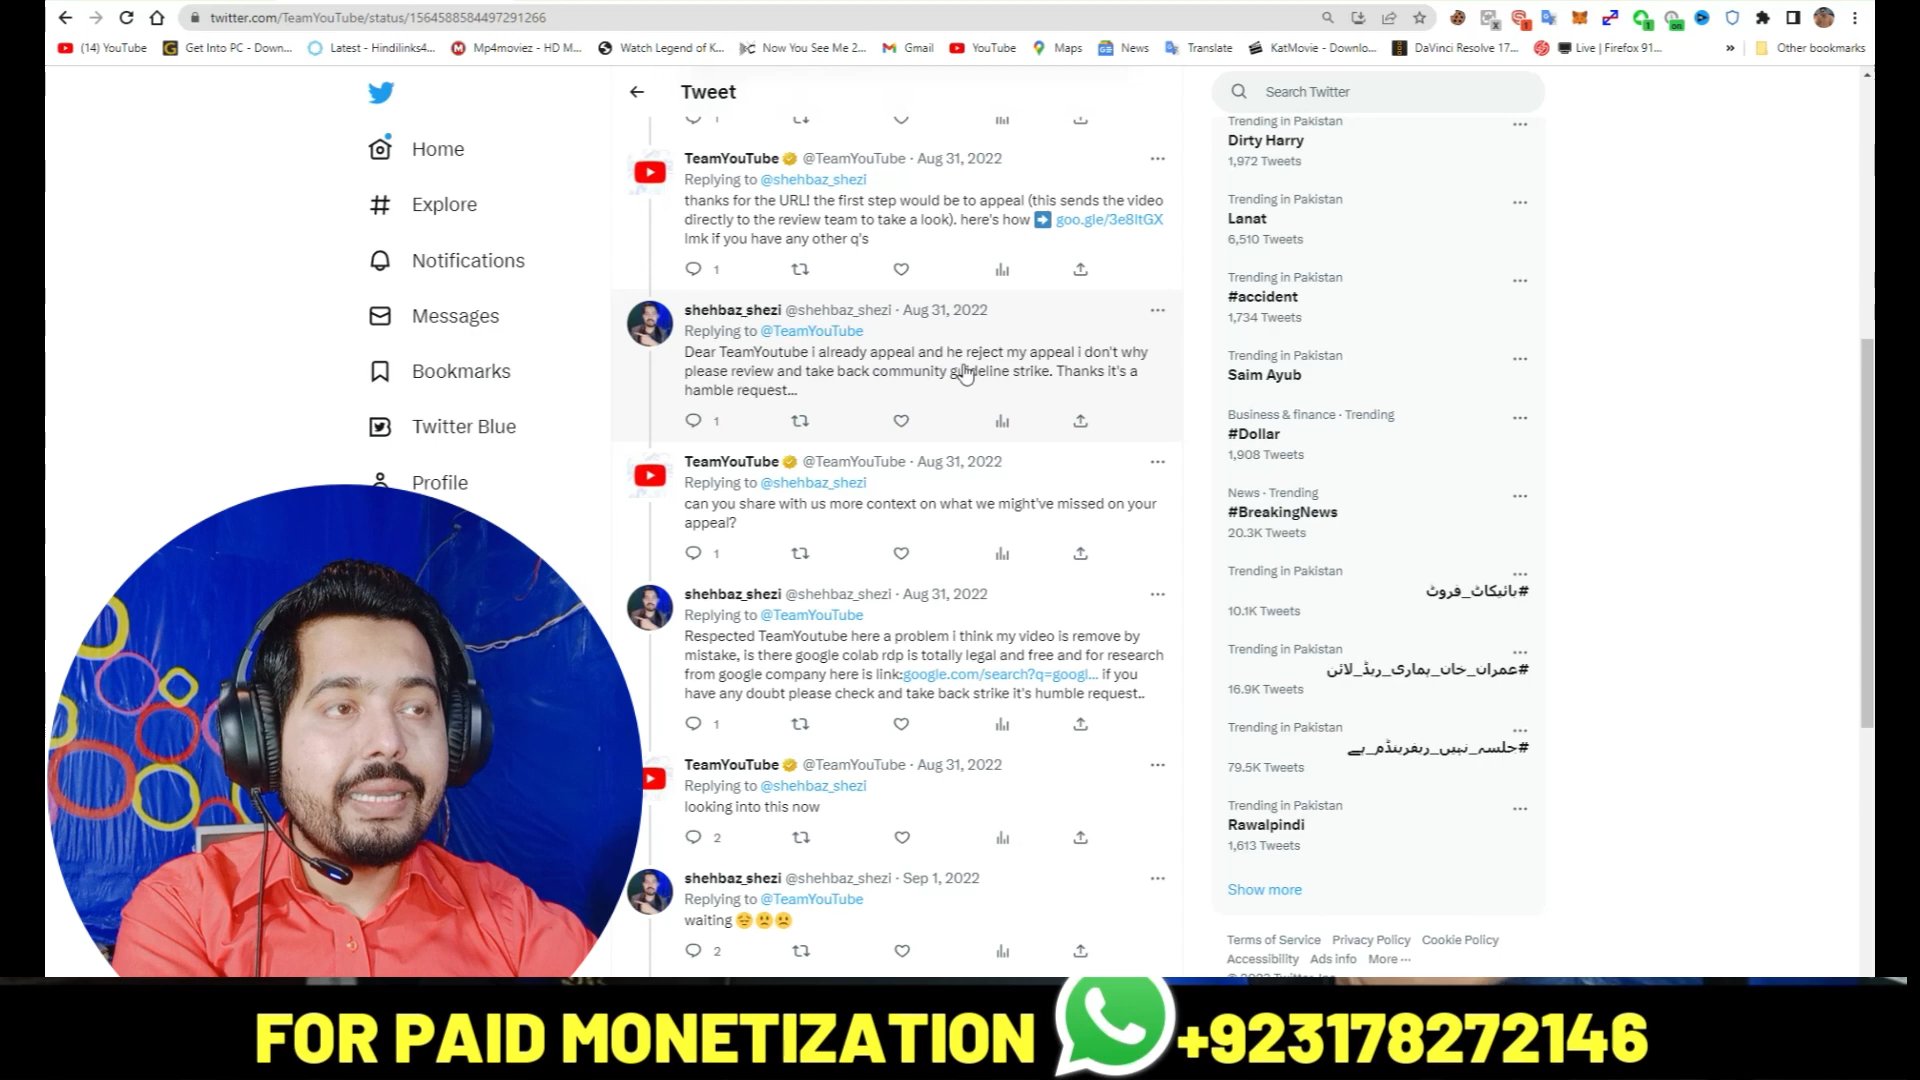 twitter.com/TeamYouTube/status/1564588584497291266
(14) YouTube
Get Into PC - Down...
Latest - Hindilinks4...
Mp4moviez - HD M...
Watch Legend of K...
Now You See Me 2...
Gmail
YouTube
Maps
News
Translate
KatMovie - Downlo...
DaVinci Resolve 17...
Live | Firefox 91...
»
Other bookmarks
Home
Explore
Notifications
Messages
Bookmarks
Twitter Blue
Profile
Tweet
TeamYouTube @TeamYouTube · Aug 31, 2022
Replying to @shehbaz_shezi
thanks for the URL! the first step would be to appeal (this sends the video
directly to the review team to take a look). here's how ➡️ goo.gle/3e8ltGX
lmk if you have any other q's
1
shehbaz_shezi @shehbaz_shezi · Aug 31, 2022
Replying to @TeamYouTube
Dear TeamYoutube i already appeal and he reject my appeal i don't why
please review and take back community guideline strike. Thanks it's a
hamble request...
1
TeamYouTube @TeamYouTube · Aug 31, 2022
Replying to @shehbaz_shezi
can you share with us more context on what we might've missed on your
appeal?
1
shehbaz_shezi @shehbaz_shezi · Aug 31, 2022
Replying to @TeamYouTube
Respected TeamYoutube here a problem i think my video is remove by
mistake, is there google colab rdp is totally legal and free and for research
from google company here is link:google.com/search?q=googl... if you
have any doubt please check and take back strike it's humble request..
1
TeamYouTube @TeamYouTube · Aug 31, 2022
Replying to @shehbaz_shezi
looking into this now
2
shehbaz_shezi @shehbaz_shezi · Sep 1, 2022
Replying to @TeamYouTube
waiting
2
Search Twitter
Trending in Pakistan
Dirty Harry
1,972 Tweets
Trending in Pakistan
Lanat
6,510 Tweets
Trending in Pakistan
#accident
1,734 Tweets
Trending in Pakistan
Saim Ayub
Business & finance · Trending
#Dollar
1,908 Tweets
News · Trending
#BreakingNews
20.3K Tweets
Trending in Pakistan
#بائیکاٹ_فروٹ
10.1K Tweets
Trending in Pakistan
#عمران_خان_ہماری_ریڈ_لائن
16.9K Tweets
Trending in Pakistan
#جلسہ_نہیں_ریفرینڈم_ہے
79.5K Tweets
Trending in Pakistan
Rawalpindi
1,613 Tweets
Show more
Terms of Service Privacy Policy Cookie Policy
Accessibility Ads info More ···
FOR PAID MONETIZATION +923178272146